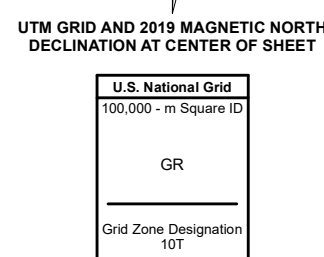 UTM GRID AND 2019 MAGNETIC NORTH
DECLINATION AT CENTER OF SHEET
U.S. National Grid
100,000 - m Square ID
GR
Grid Zone Designation
10T